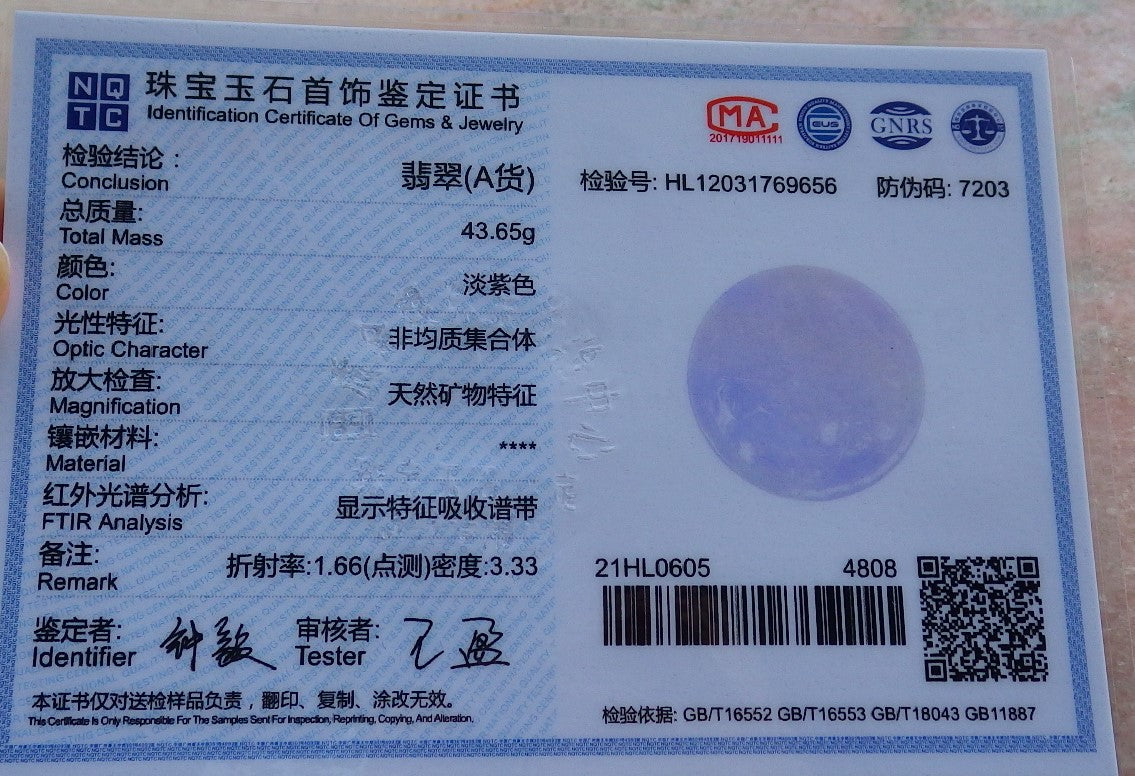 NQTC
珠宝玉石首饰鉴定证书
Identification Certificate Of Gems & Jewelry
MA
201719011111
GNRS
检验号: HL12031769656 防伪码: 7203
检验结论:
Conclusion
翡翠(A货)
总质量:
Total Mass
43.65g
颜色:
Color
淡紫色
光性特征:
Optic Character
非均质集合体
放大检查:
Magnification
天然矿物特征
镶嵌材料:
Material
****
红外光谱分析:
FTIR Analysis
显示特征吸收谱带
备注:
Remark
折射率:1.66(点测)密度:3.33
鉴定者:
Identifier
审核者:
Tester
本证书仅对送检样品负责，翻印、复制、涂改无效。
This Certificate Is Only Responsible For The Samples Sent For Inspection, Reprinting, Copying, And Alteration.
21HL0605 4808
检验依据: GB/T16552 GB/T16553 GB/T18043 GB11887